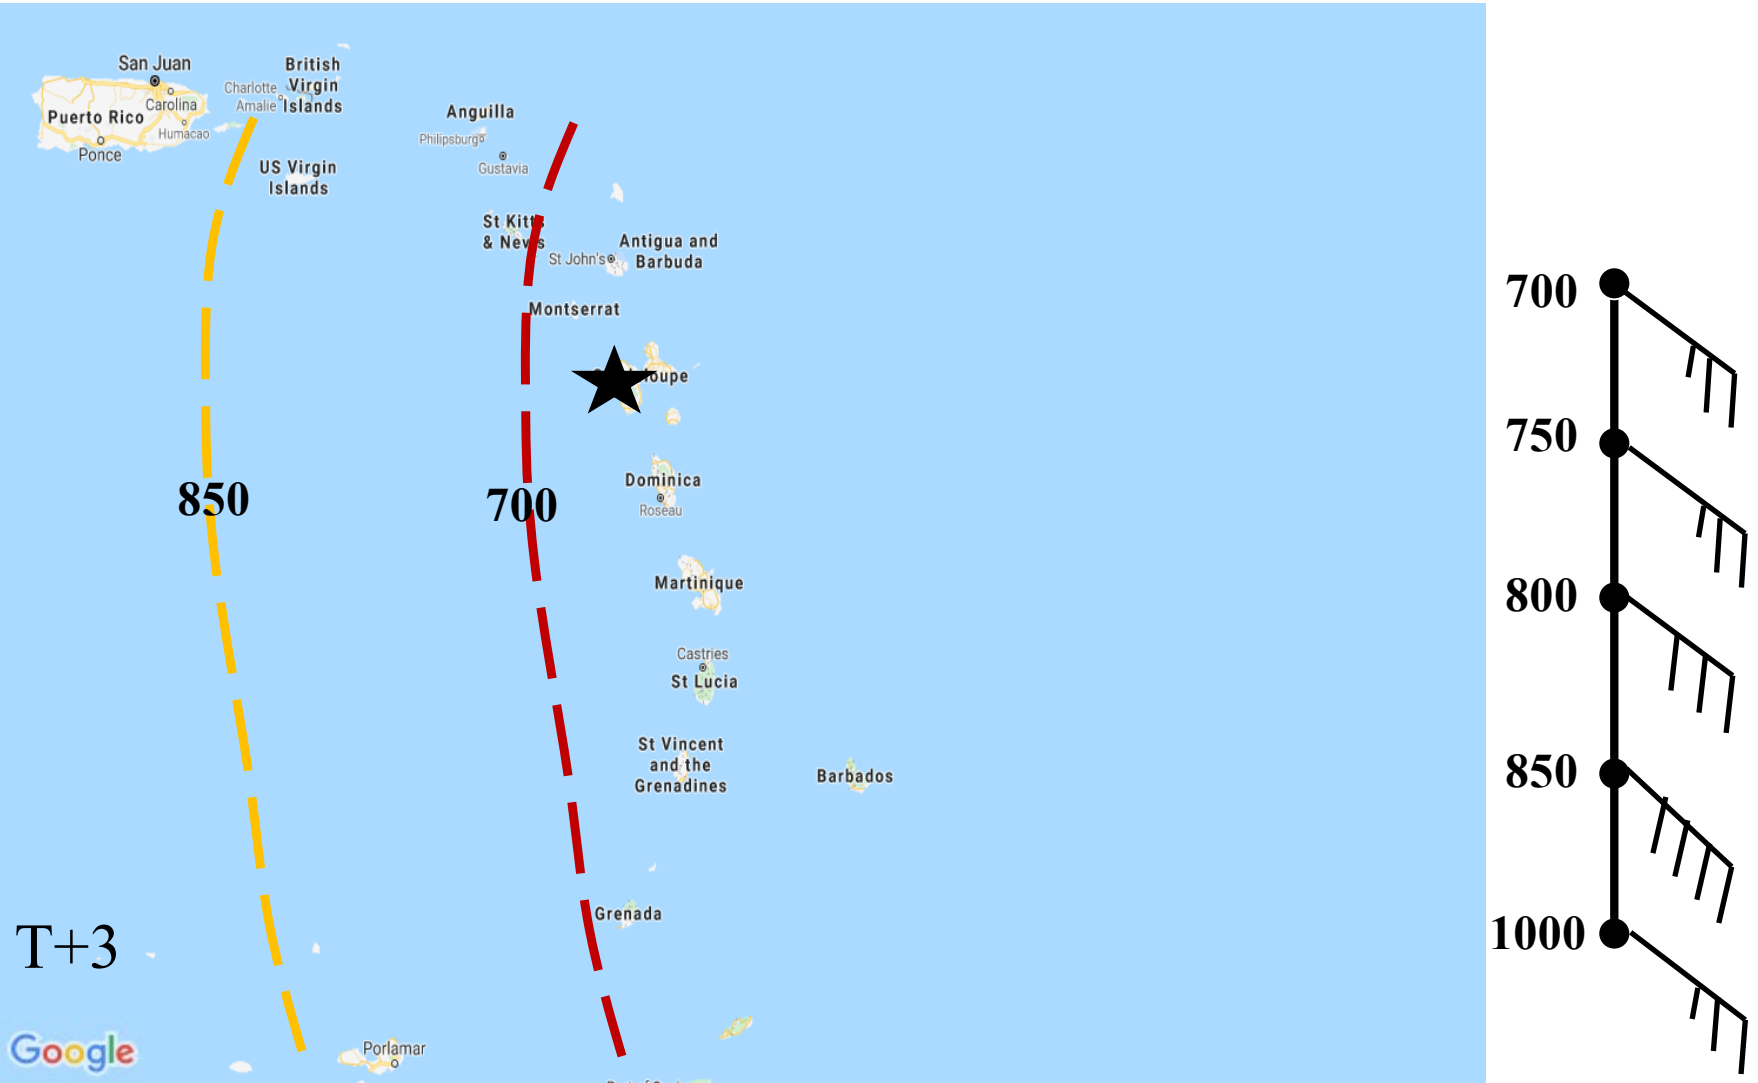 San Juan
British
Virgin
Islands
Charlotte
Amalie
Carolina
Puerto Rico
Humacao
Ponce
US Virgin
Islands
Anguilla
Philipsburg
Gustavia
St Kitts
& Nevis
Antigua and
Barbuda
St John's
Montserrat
Dominica
Roseau
850
700
Martinique
Castries
St Lucia
St Vincent
and the
Grenadines
Barbados
Grenada
T+3
Google
Porlamar
700
750
800
850
1000